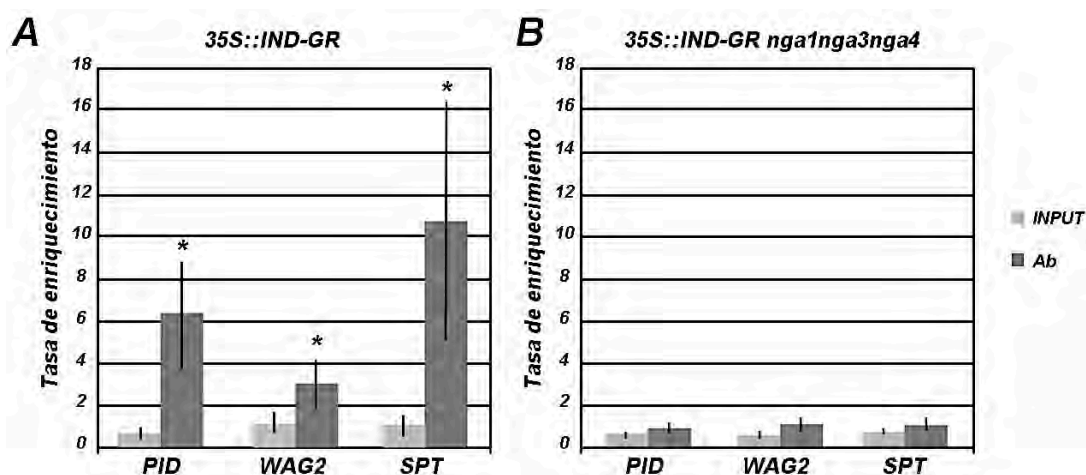 A
35S::IND-GR
Tasa de enriquecimiento
18
16
14
12
10
8
6
4
2
0
*
*
*
PID
WAG2
SPT
B
35S::IND-GR nga1nga3nga4
Tasa de enriquecimiento
18
16
14
12
10
8
6
4
2
0
PID
WAG2
SPT
INPUT
Ab